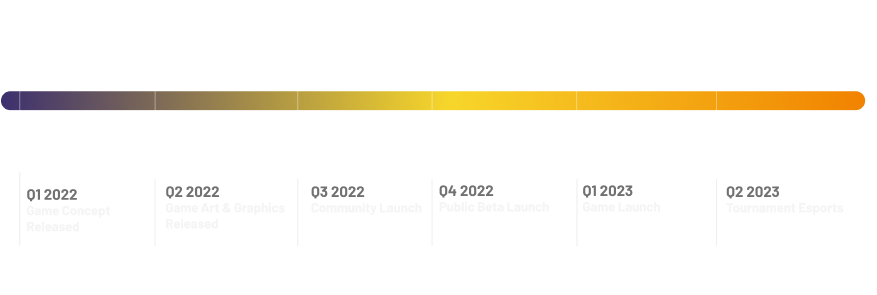 Q1 2022
Game Concept
Released
Q2 2022
Game Art & Graphics
Released
Q3 2022
Community Launch
Q4 2022
Public Beta Launch
Q1 2023
Game Launch
Q2 2023
Tournament Esports